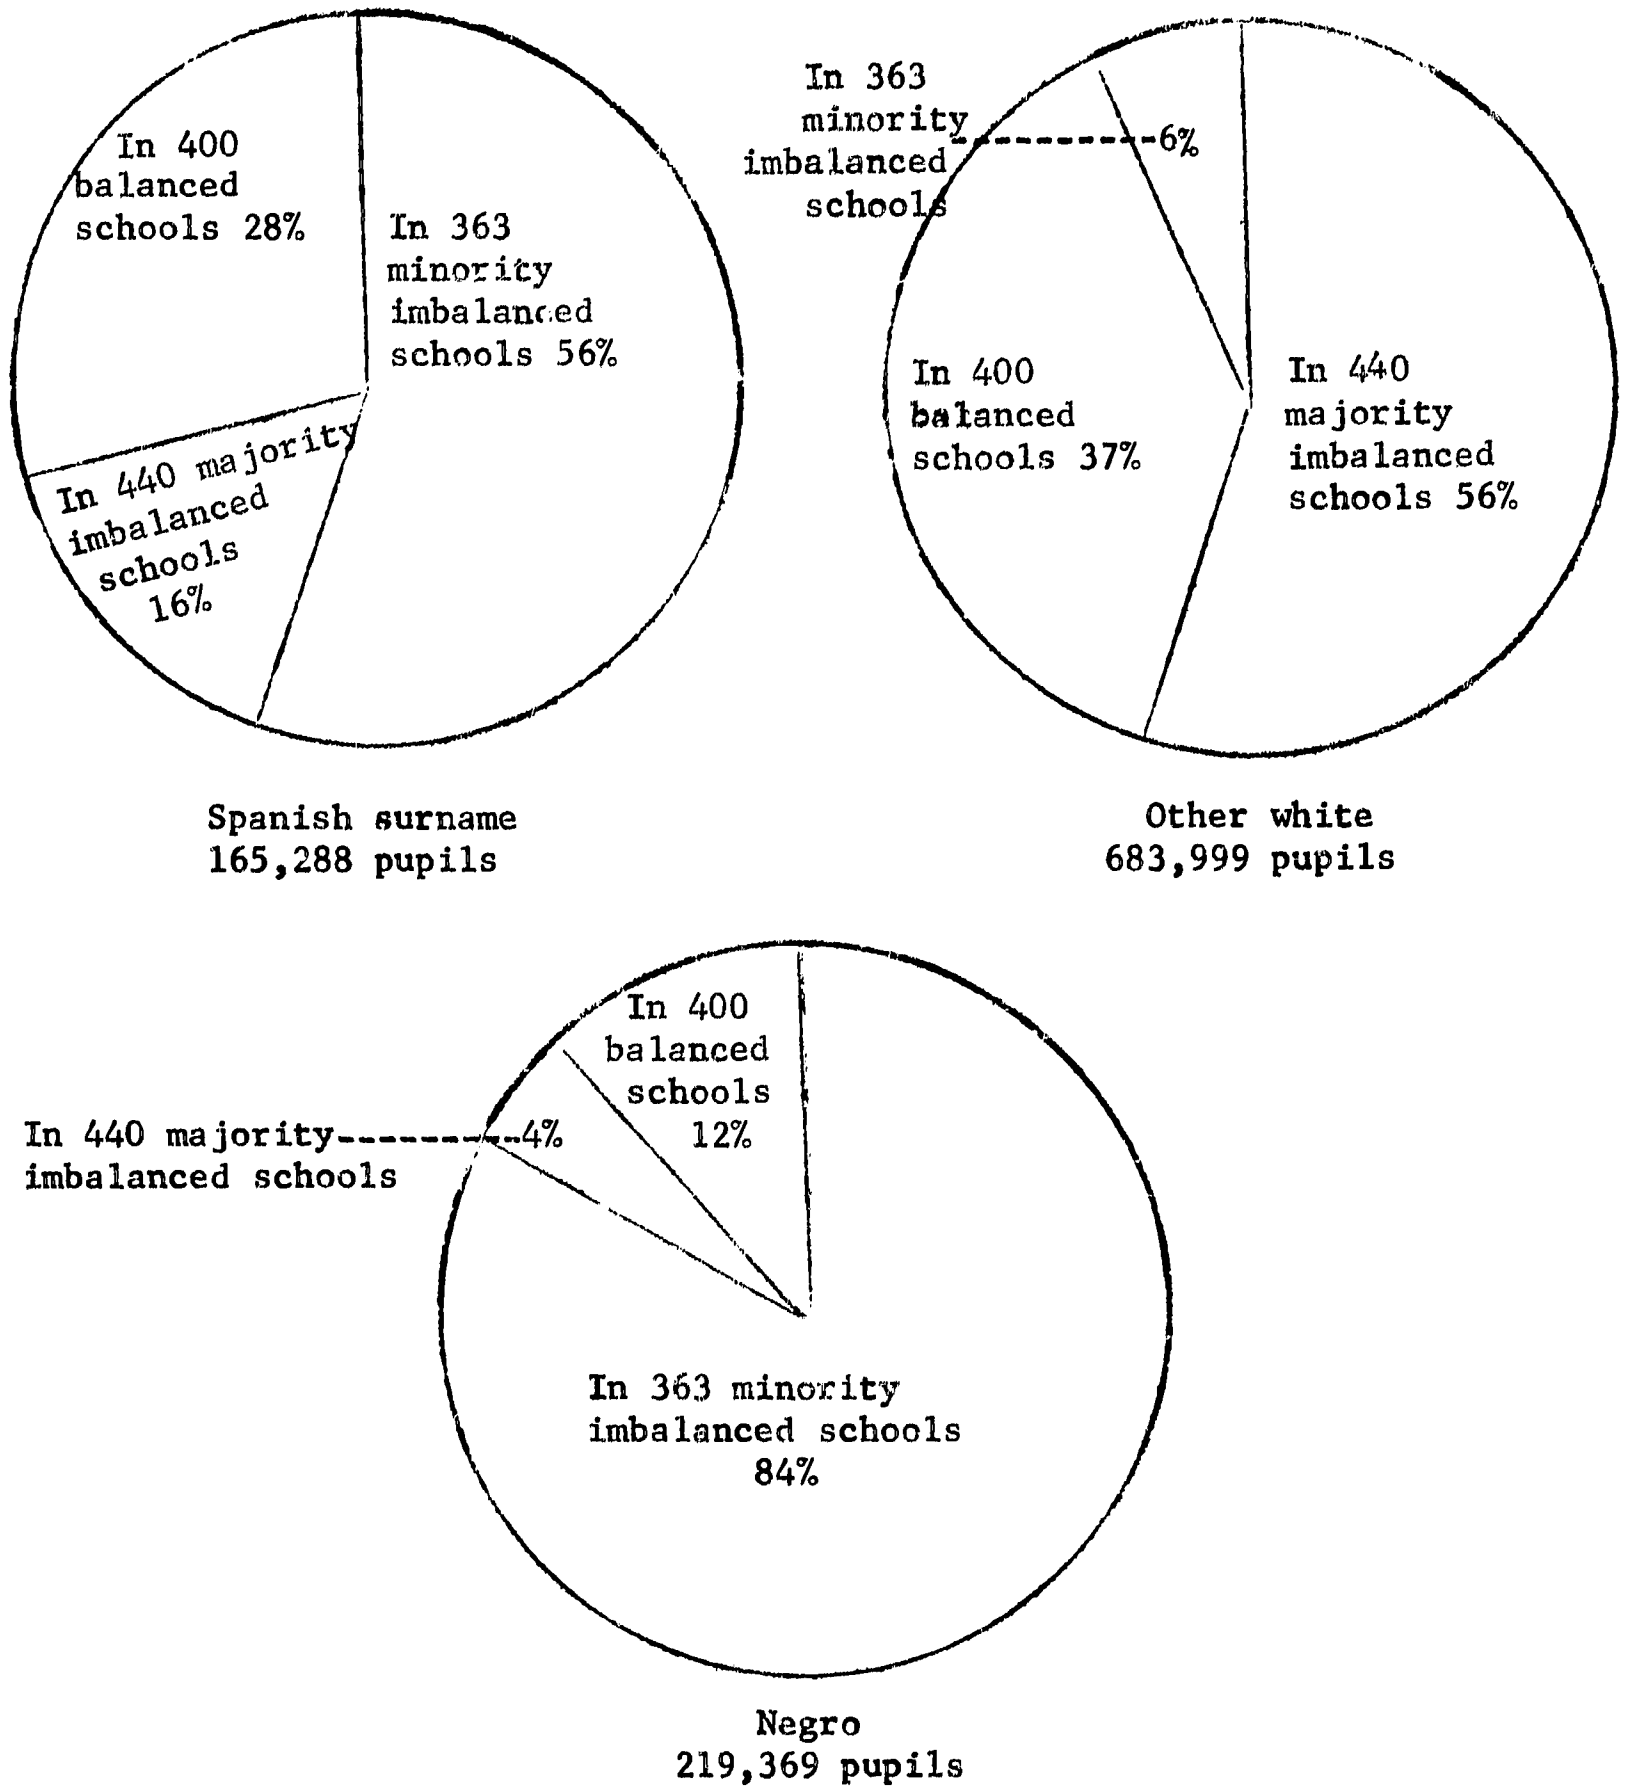 In 400
balanced
schools 28%
In 363
minority
imbalanced
schools 56%
In 440 majority
imbalanced
schools
16%
Spanish surname
165,288 pupils
In 363
minority
imbalanced
schools
6%
In 400
balanced
schools 37%
In 440
majority
imbalanced
schools 56%
Other white
683,999 pupils
In 400
balanced
schools
12%
In 440 majority
imbalanced schools
4%
In 363 minority
imbalanced schools
84%
Negro
219,369 pupils